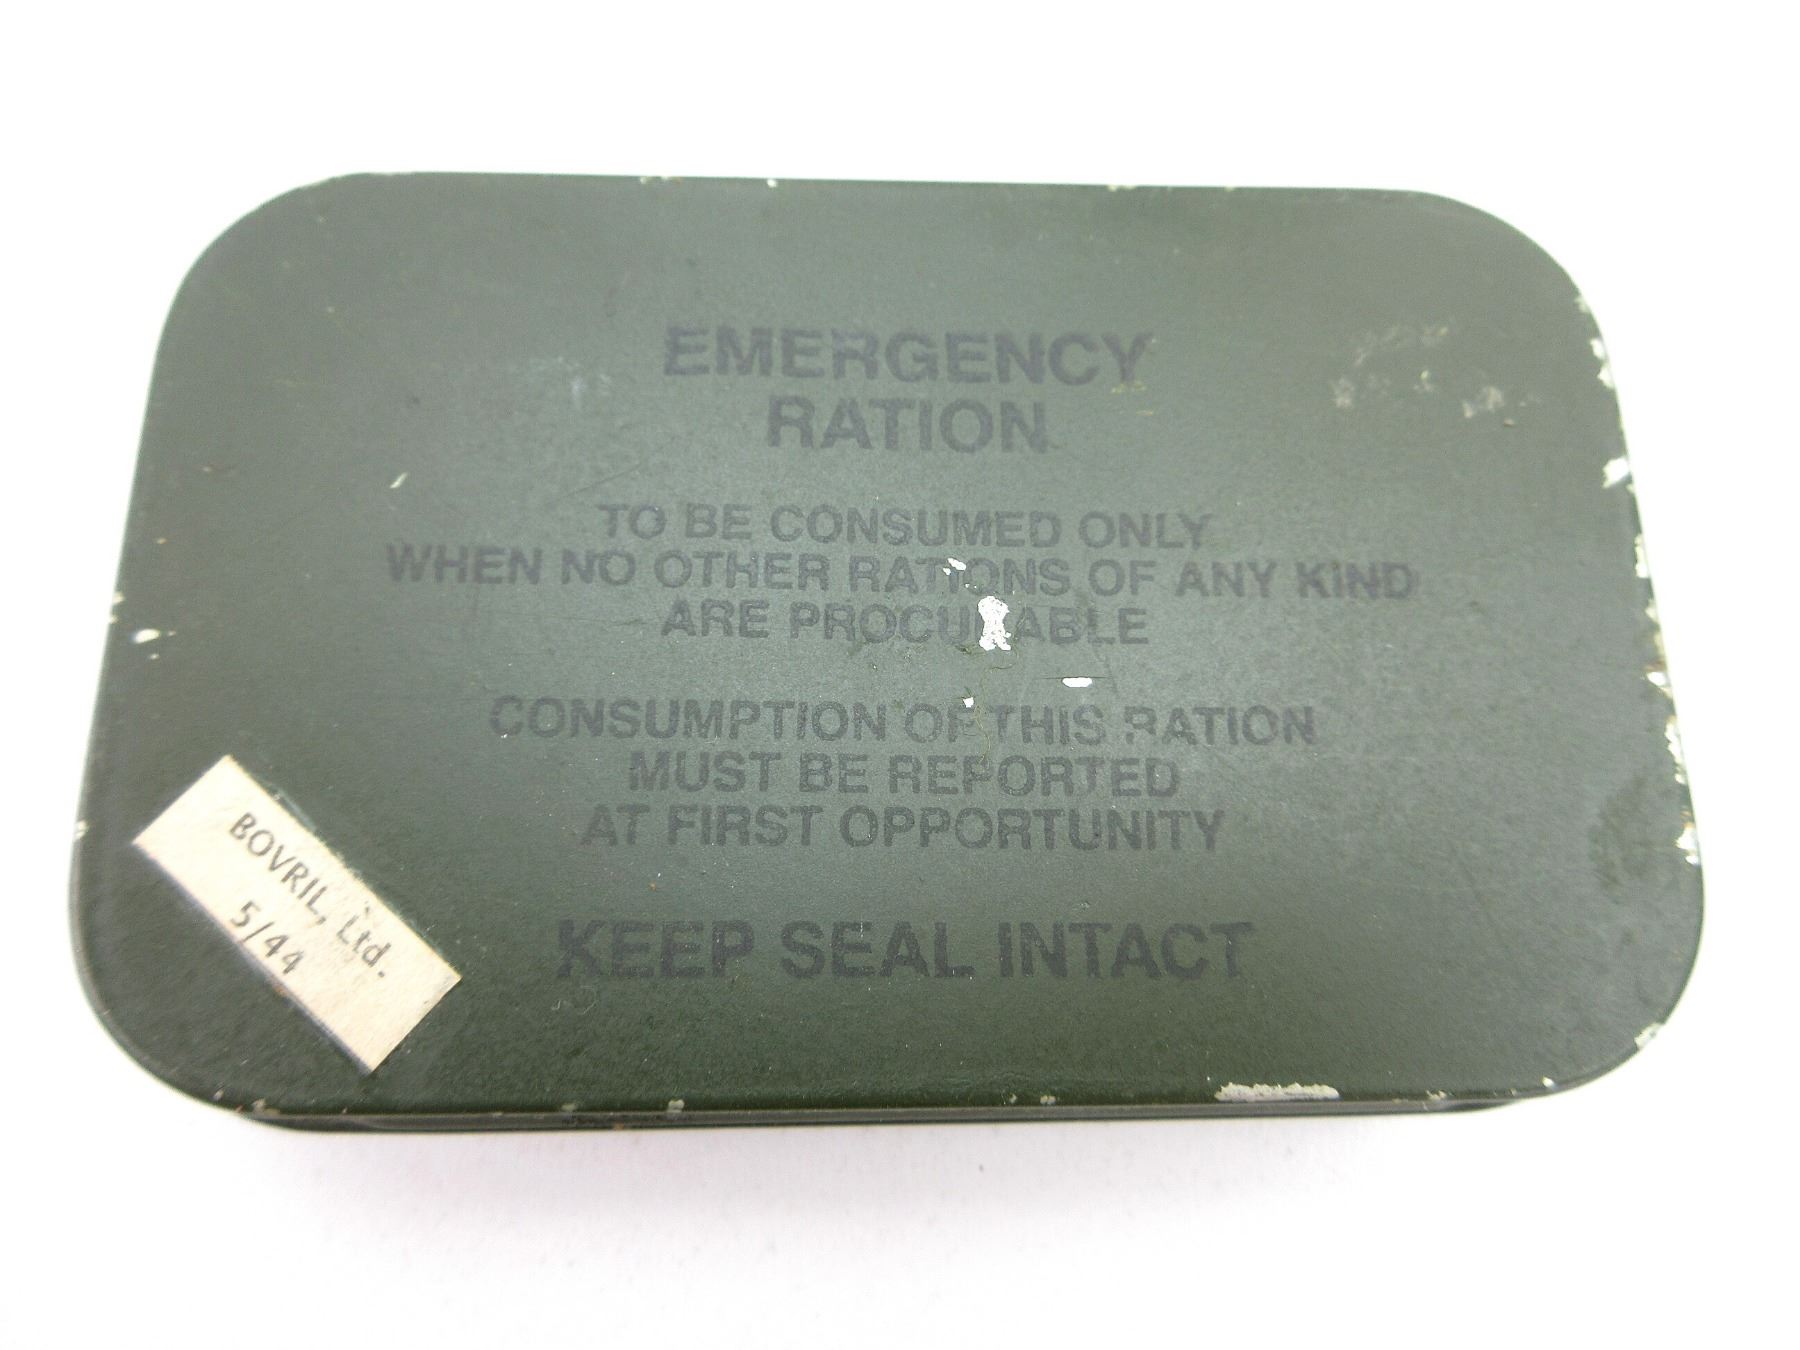 EMERGENCY
RATION
TO BE CONSUMED ONLY
WHEN NO OTHER RATIONS OF ANY KIND
ARE PROCURABLE
CONSUMPTION OF THIS RATION
MUST BE REPORTED
AT FIRST OPPORTUNITY
KEEP SEAL INTACT
BOVRIL, Ltd.
5/44